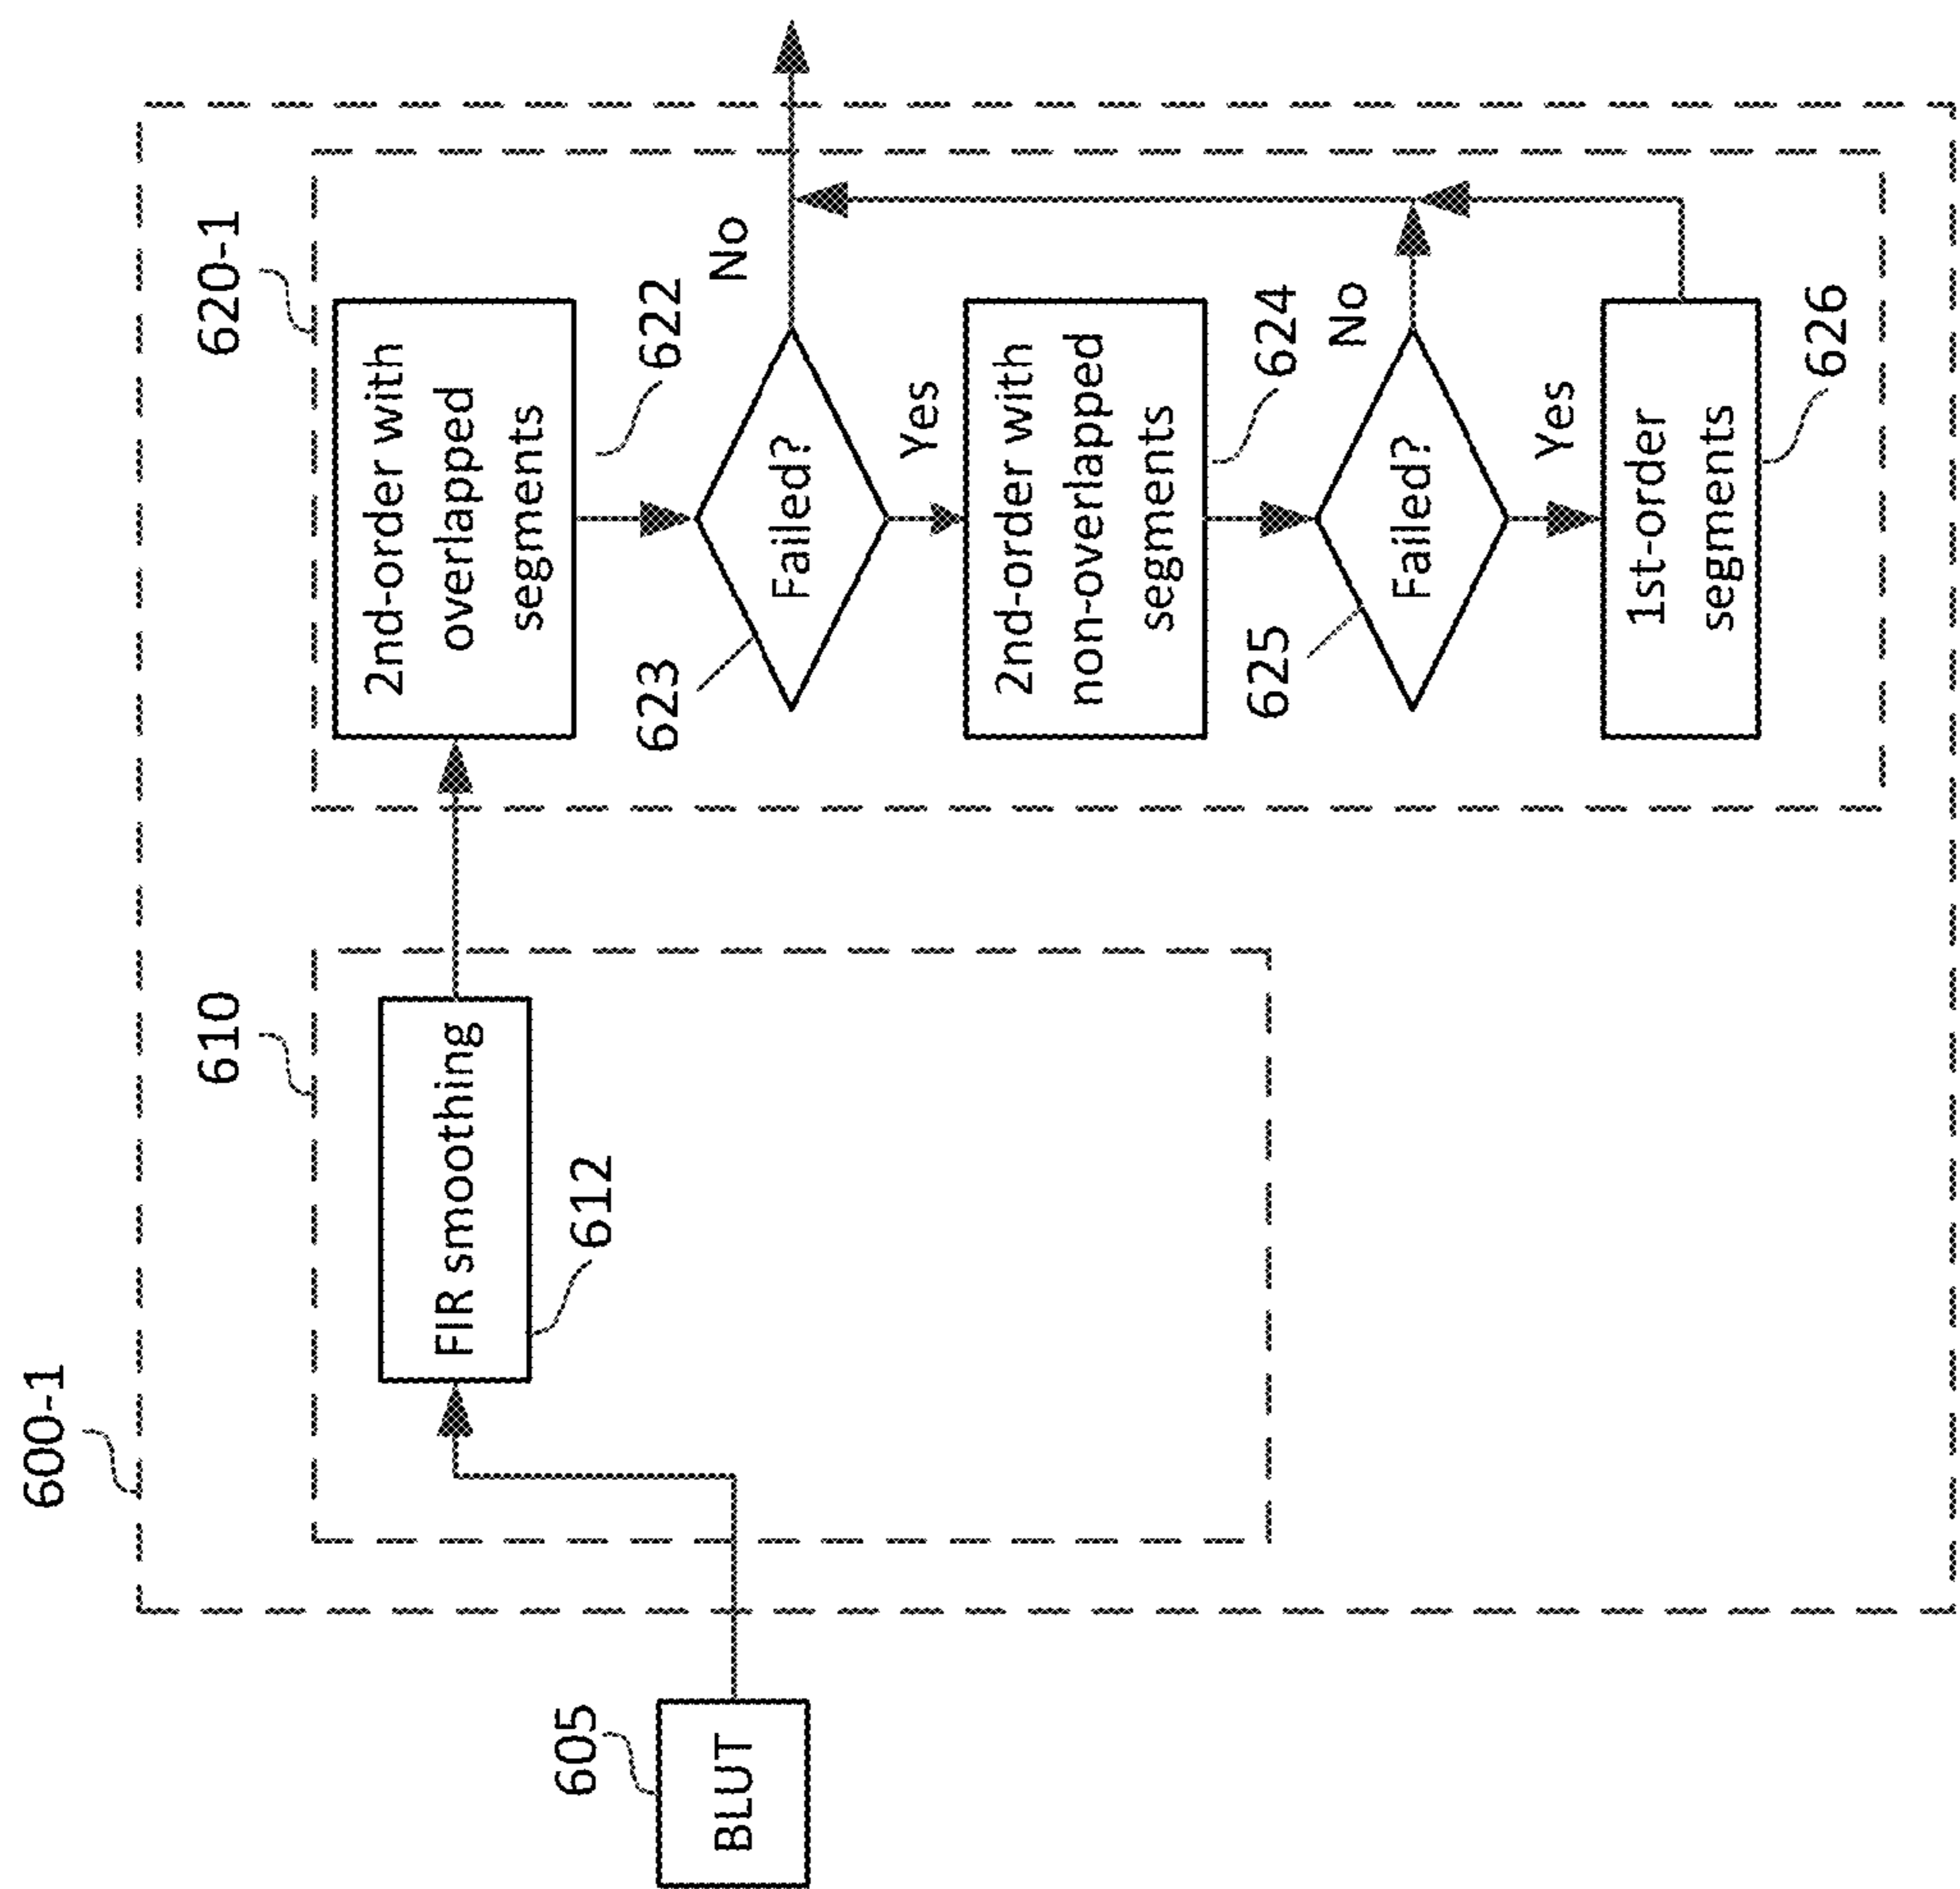 600-1
610
620-1
605
BLUT
FIR smoothing
612
2nd-order with
overlapped
segments
622
623
Failed?
No
Yes
2nd-order with
non-overlapped
segments
624
625
Failed?
No
Yes
1st-order
segments
626